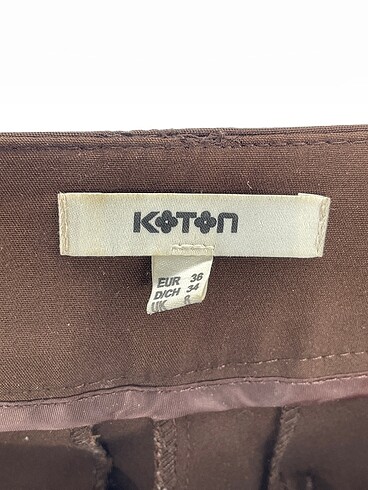 KOTON
EUR 36
D/CH 34
UK 8